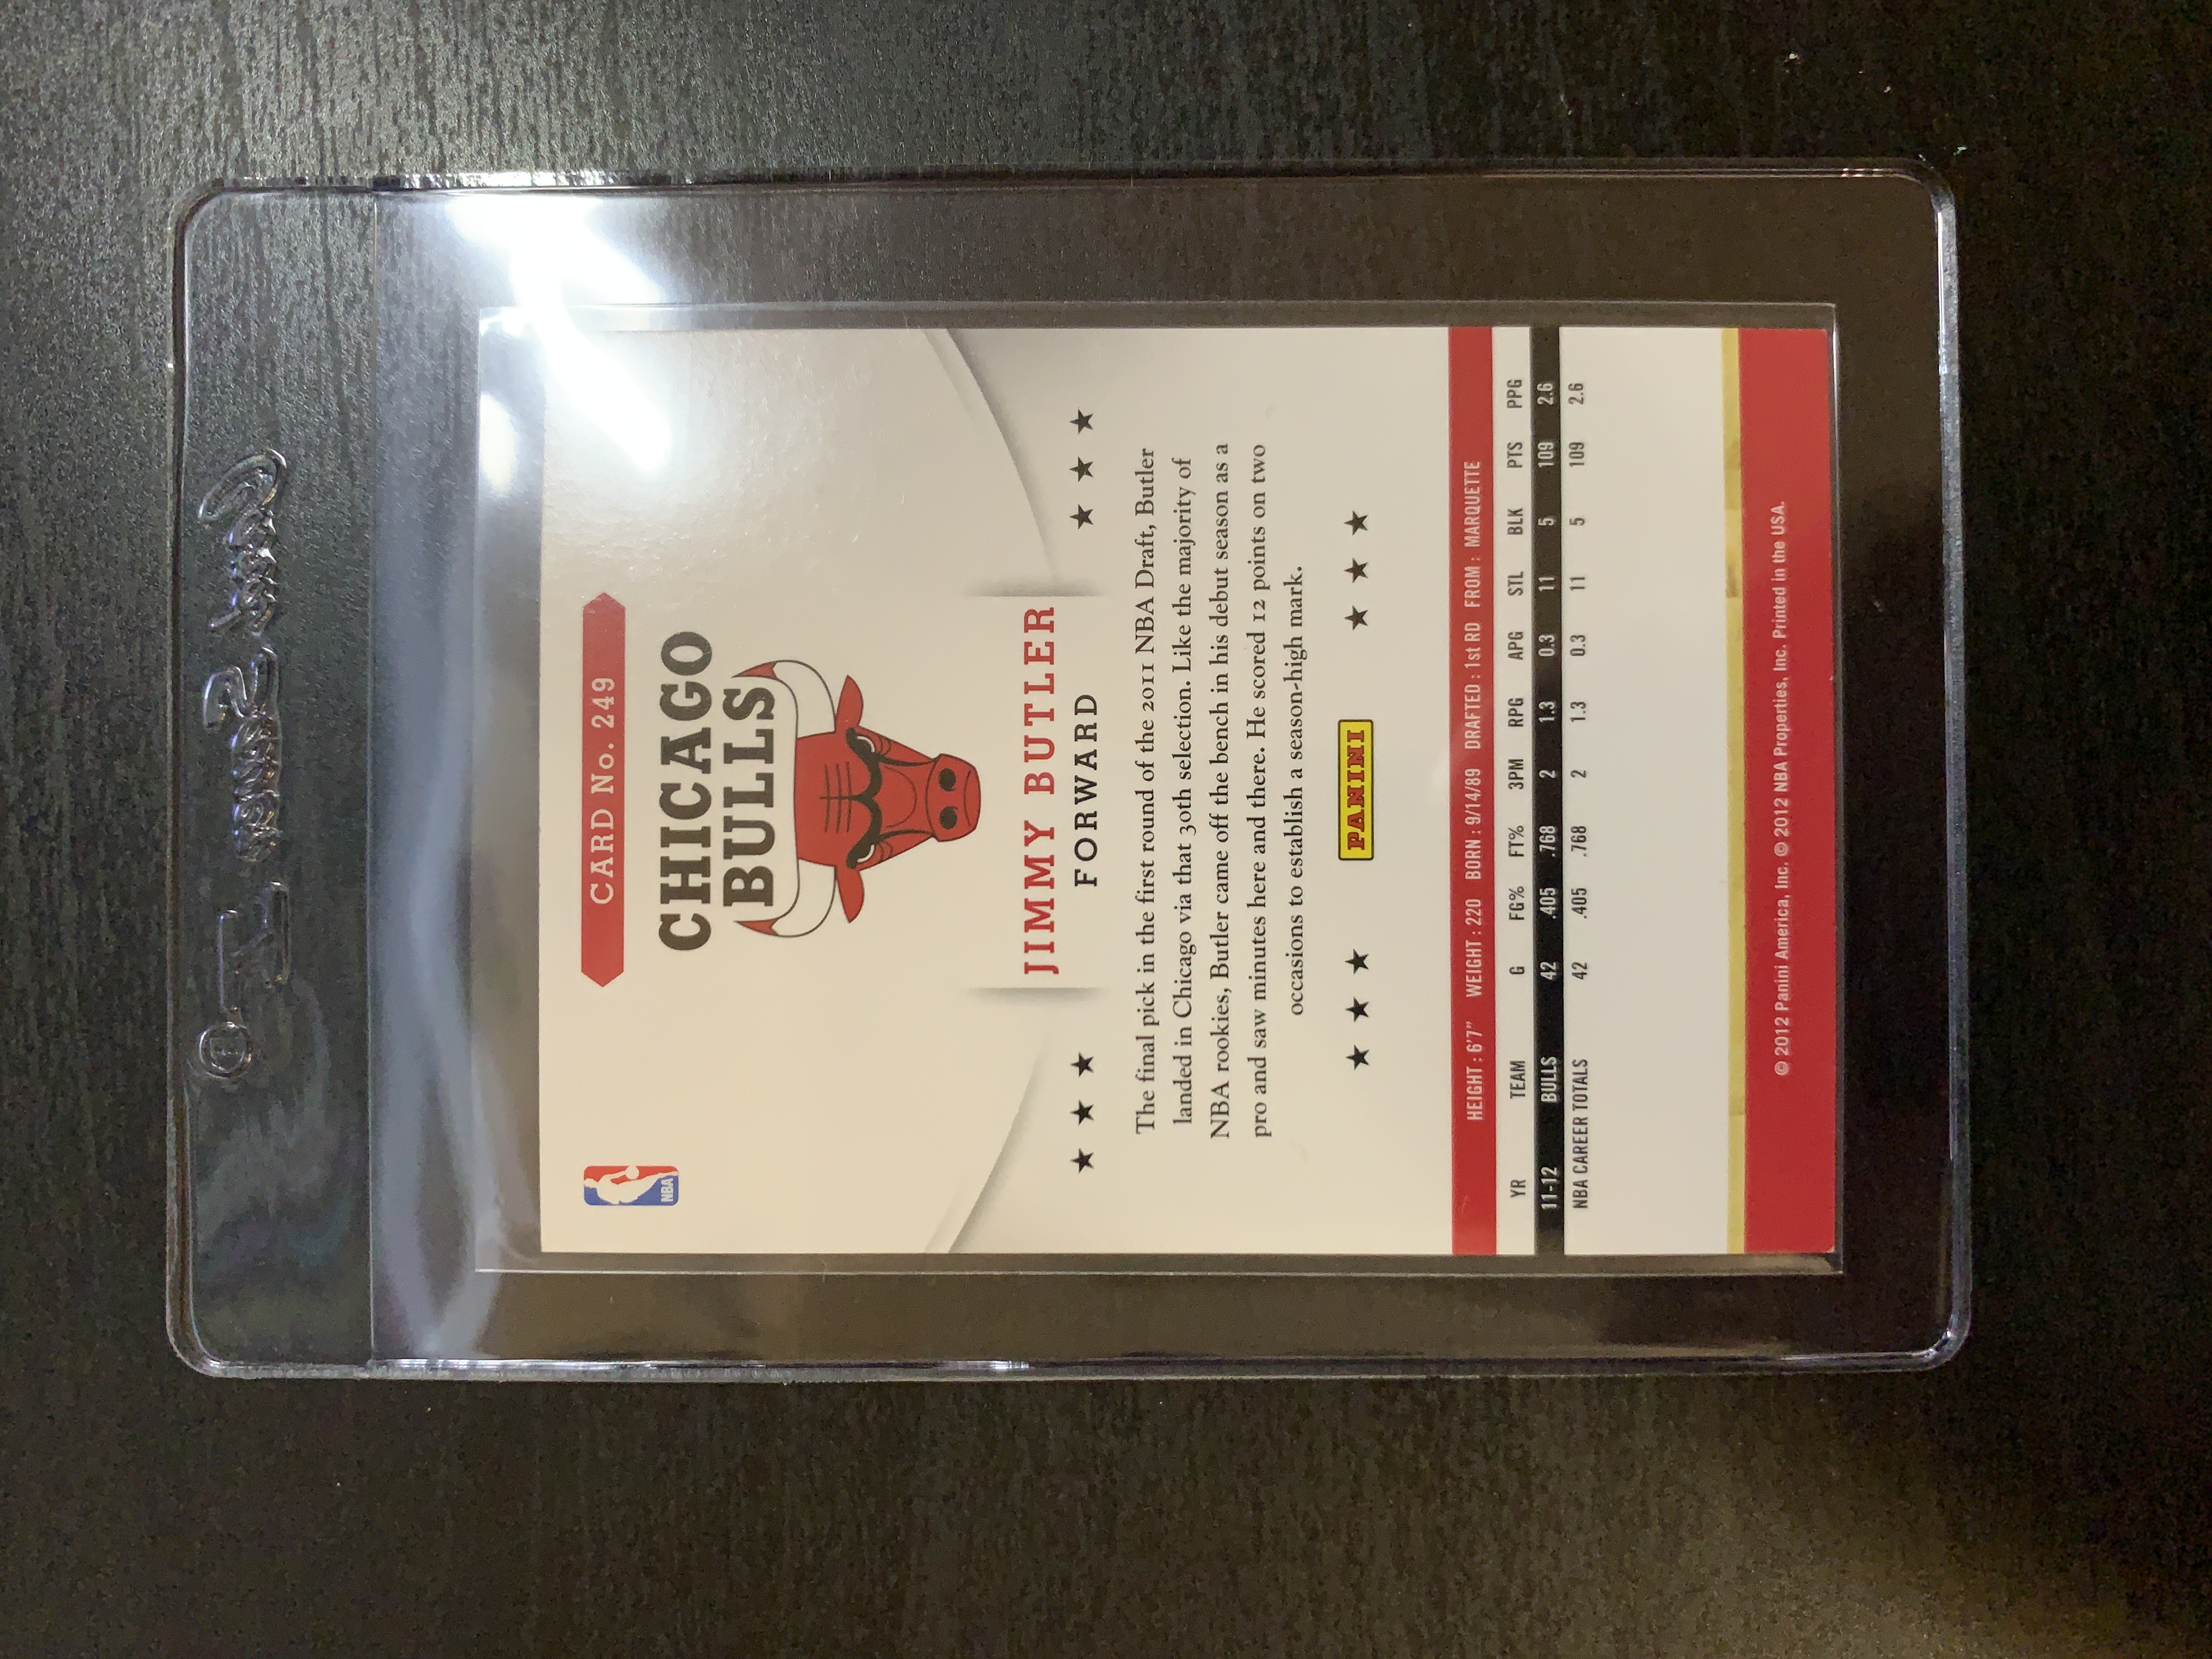 Card Saver I®
CARD No. 249
NBA
CHICAGO
BULLS
JIMMY BUTLER
FORWARD
The final pick in the first round of the 2011 NBA Draft, Butler
landed in Chicago via that 30th selection. Like the majority of
NBA rookies, Butler came off the bench in his debut season as a
pro and saw minutes here and there. He scored 12 points on two
occasions to establish a season-high mark.
PANINI
HEIGHT : 6'7" WEIGHT : 220 BORN : 9/14/89 DRAFTED : 1st RD FROM : MARQUETTE
YR TEAM G FG% FT% 3PM RPG APG STL BLK PTS PPG
11-12 BULLS 42 .405 .768 2 1.3 0.3 11 5 109 2.6
NBA CAREER TOTALS 42 .405 .768 2 1.3 0.3 11 5 109 2.6
© 2012 Panini America, Inc. © 2012 NBA Properties, Inc. Printed in the USA.